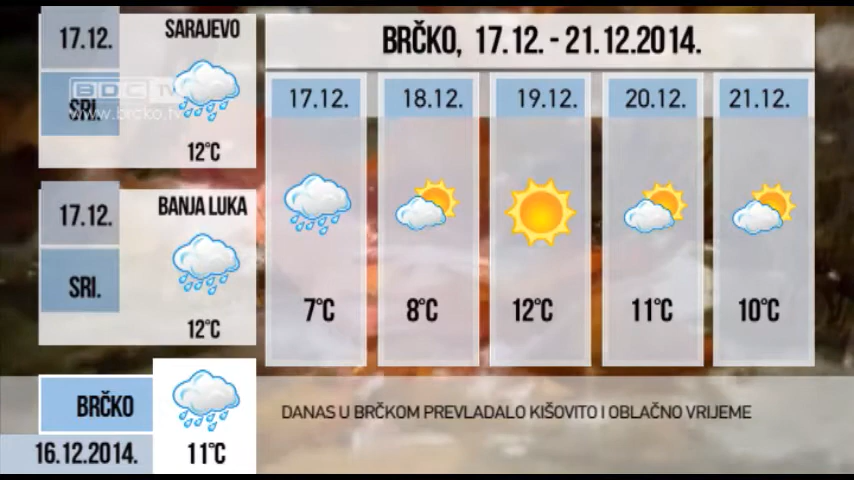 17.12.
SARAJEVO
BDC TV
www.brcko.tv
SRI.
12°C
17.12.
BANJA LUKA
SRI.
12°C
BRČKO
16.12.2014.
11°C
BRČKO, 17.12. - 21.12.2014.
17.12. 18.12. 19.12. 20.12. 21.12.
7°C 8°C 12°C 11°C 10°C
DANAS U BRČKOM PREVLADALO KIŠOVITO I OBLAČNO VRIJEME